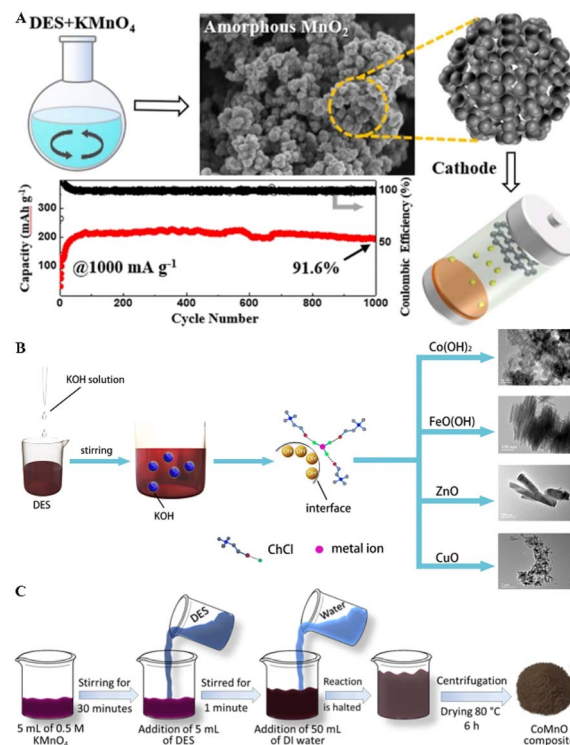 A
DES+KMnO₄
Amorphous MnO₂
Cathode
Capacity (mAh g⁻¹)
300
200
100
0
@1000 mA g⁻¹
91.6%
100
50
Coulombic Efficiency (%)
0 200 400 600 800 1000
Cycle Number
B
KOH solution
DES
stirring
KOH
OH OH OH OH
interface
ChCl
metal ion
Co(OH)₂
FeO(OH)
ZnO
CuO
C
DES
Water
Stirring for
30 minutes
Stirred for
1 minute
Reaction
is halted
Centrifugation
Drying 80 °C
6 h
5 mL of 0.5 M
KMnO₄
Addition of 5 mL
of DES
Addition of 50 mL
of DI water
CoMnO
composite